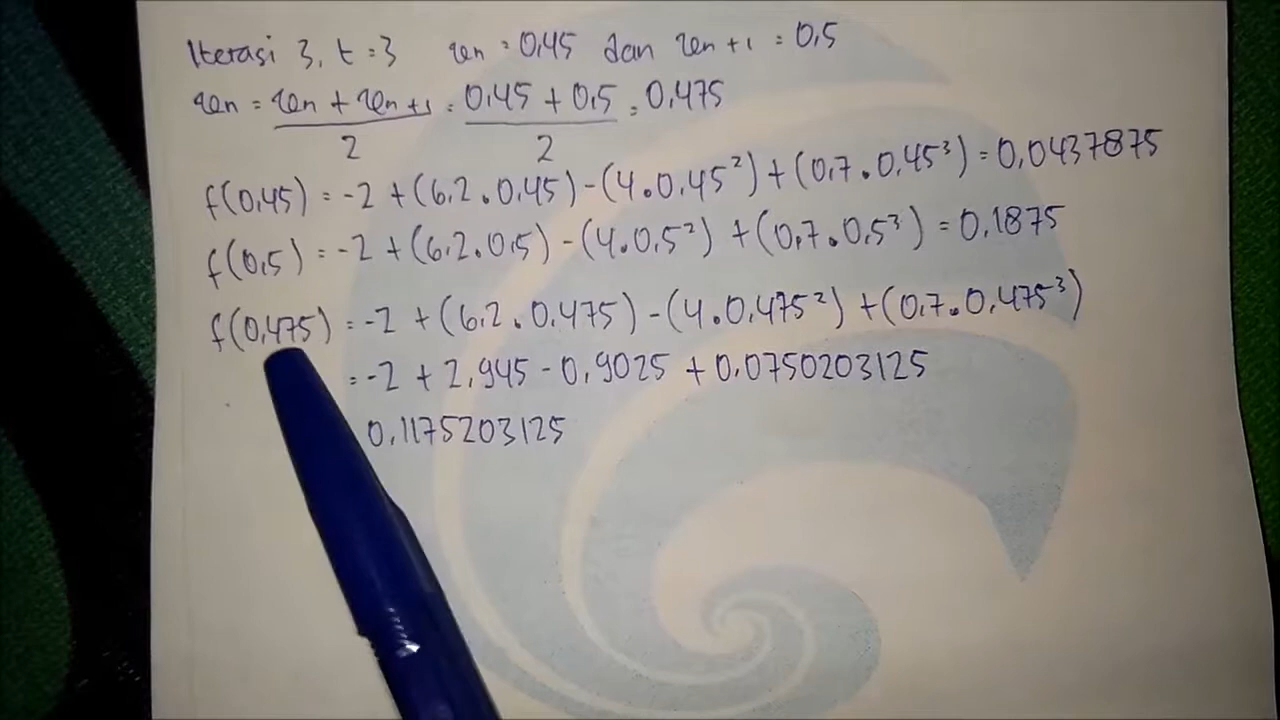 Iterasi 3, t = 3 xn = 0,45 dan xn+1 = 0,5
xn = xn + xn+1 / 2 = 0,45 + 0,5 / 2 = 0,475
f(0,45) = -2 + (6,2 . 0,45) - (4 . 0,45²) + (0,7 . 0,45³) = 0,0437875
f(0,5) = -2 + (6,2 . 0,5) - (4 . 0,5²) + (0,7 . 0,5³) = 0,1875
f(0,475) = -2 + (6,2 . 0,475) - (4 . 0,475²) + (0,7 . 0,475³)
= -2 + 2,945 - 0,9025 + 0,0750203125
0,1175203125